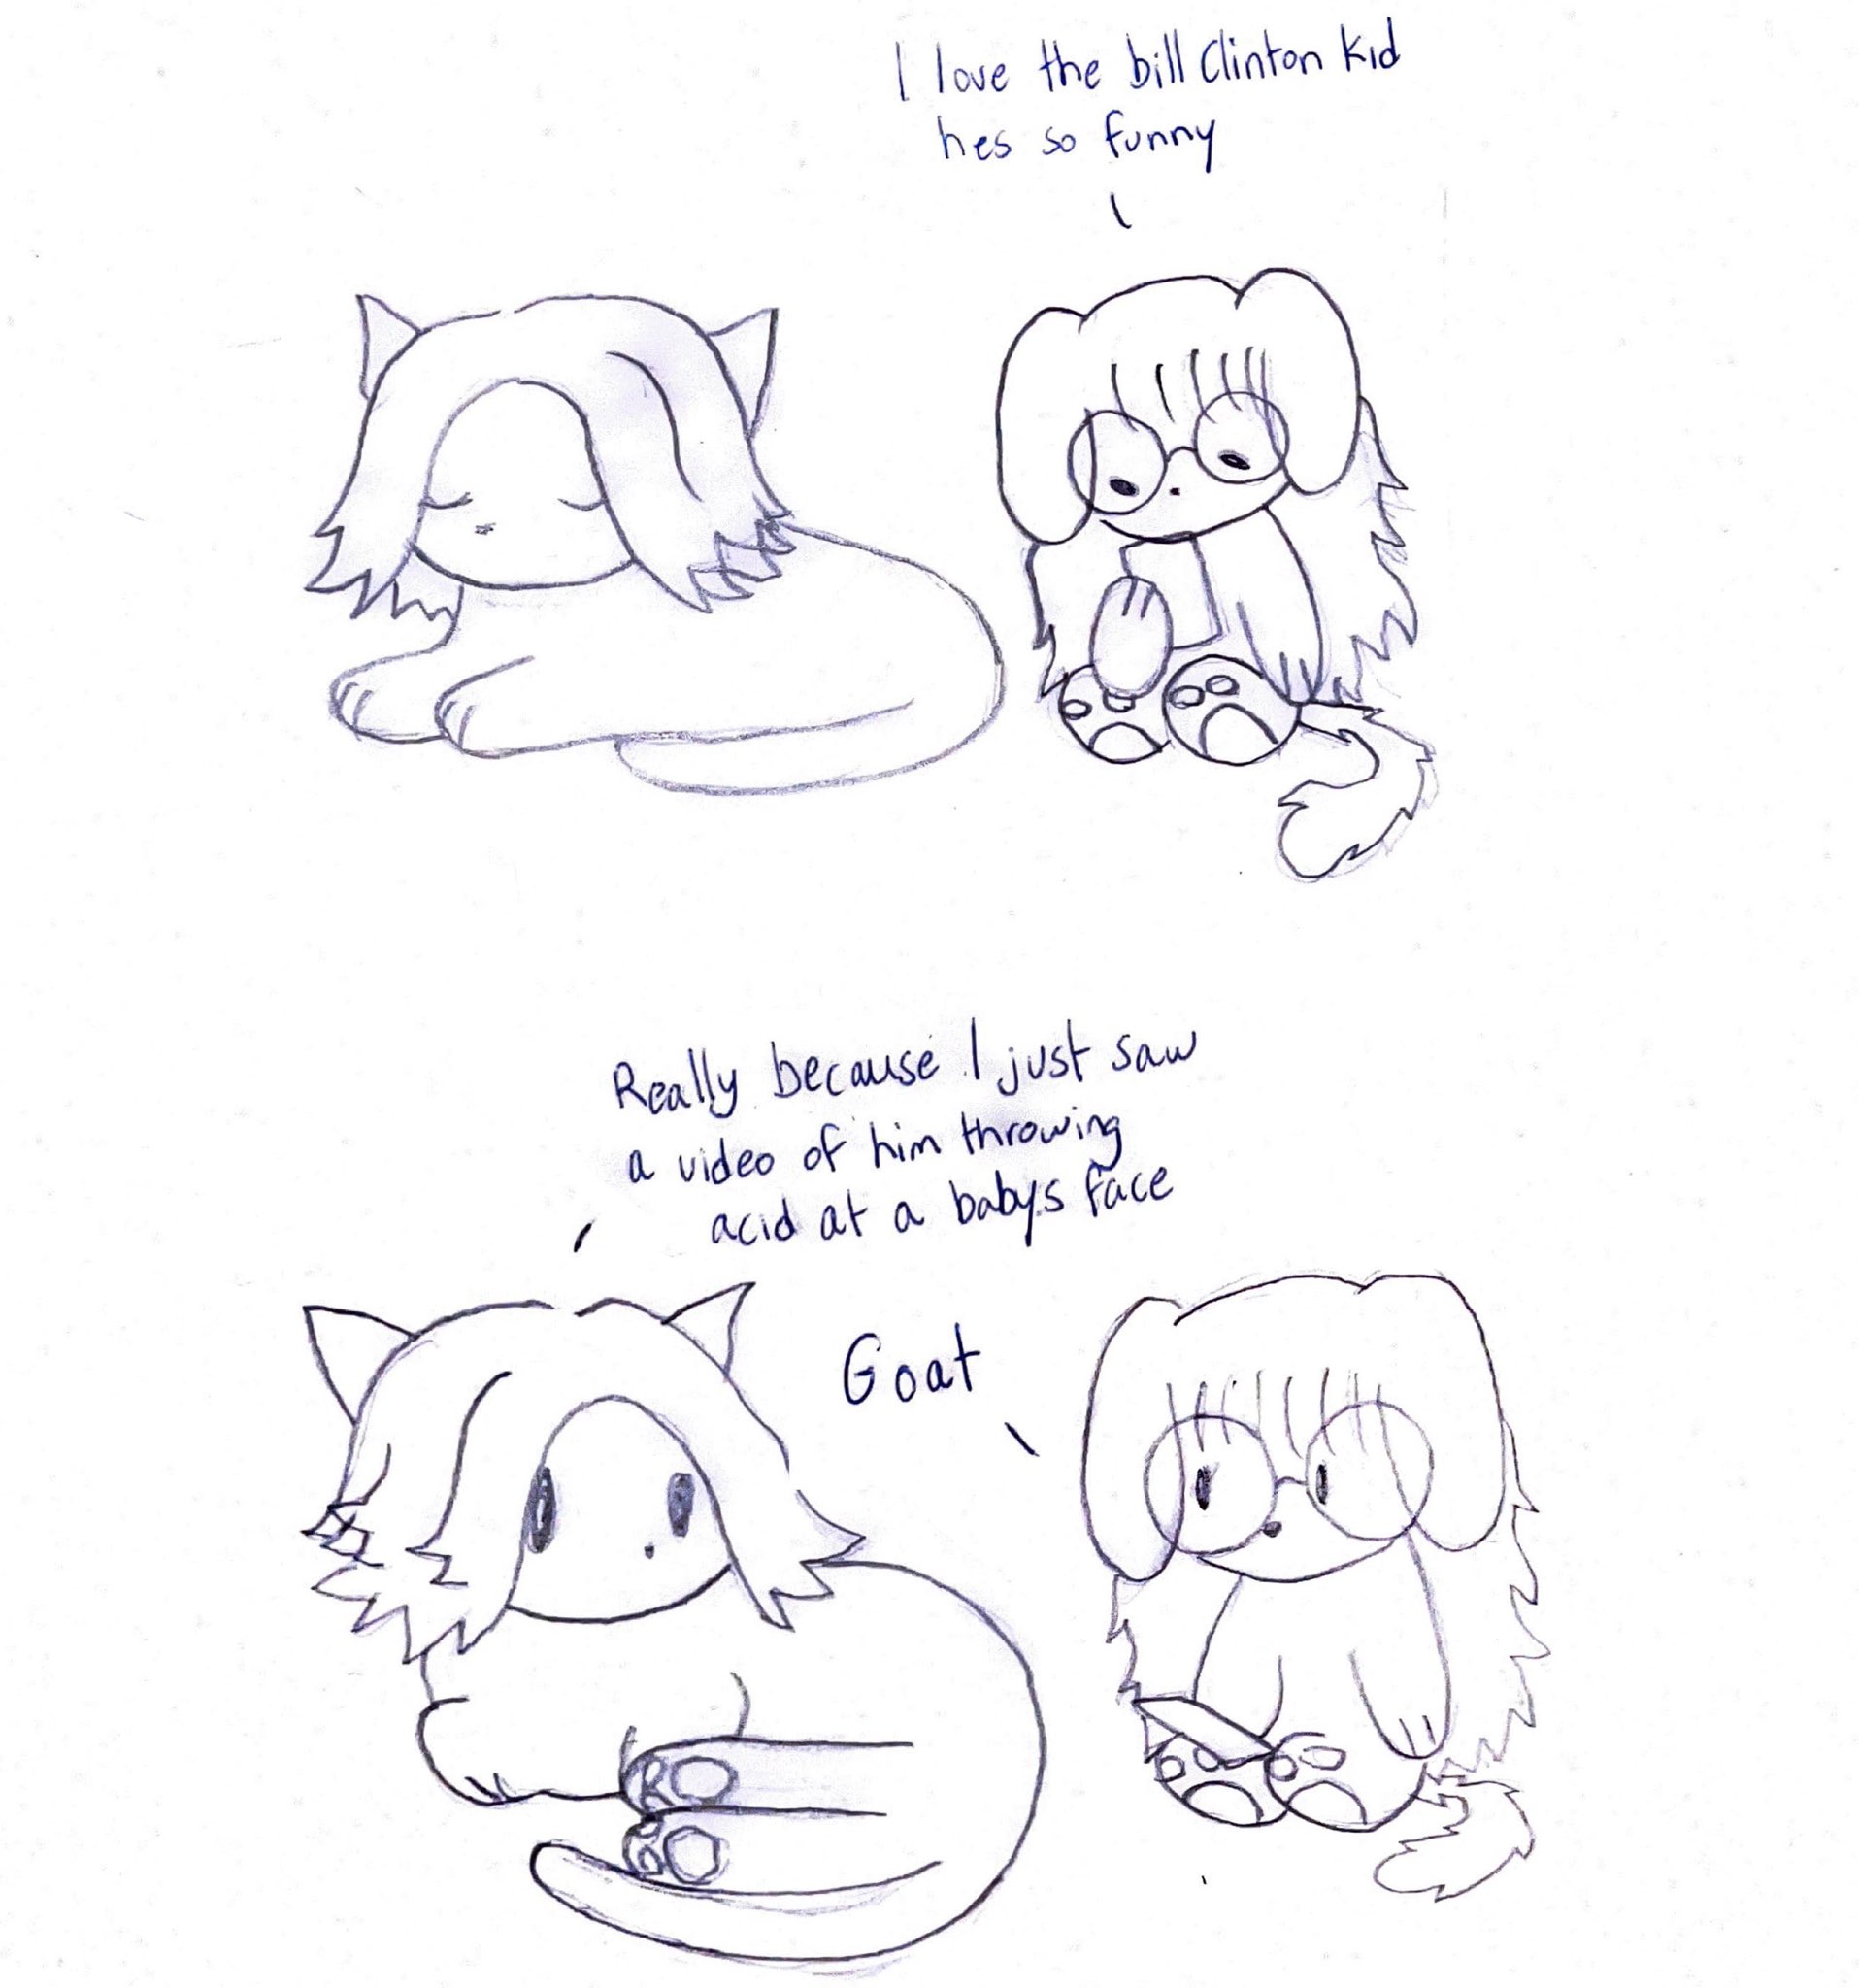 I love the bill Clinton kid
hes so funny
Really because I just saw
a video of him throwing
acid at a babys face
Goat